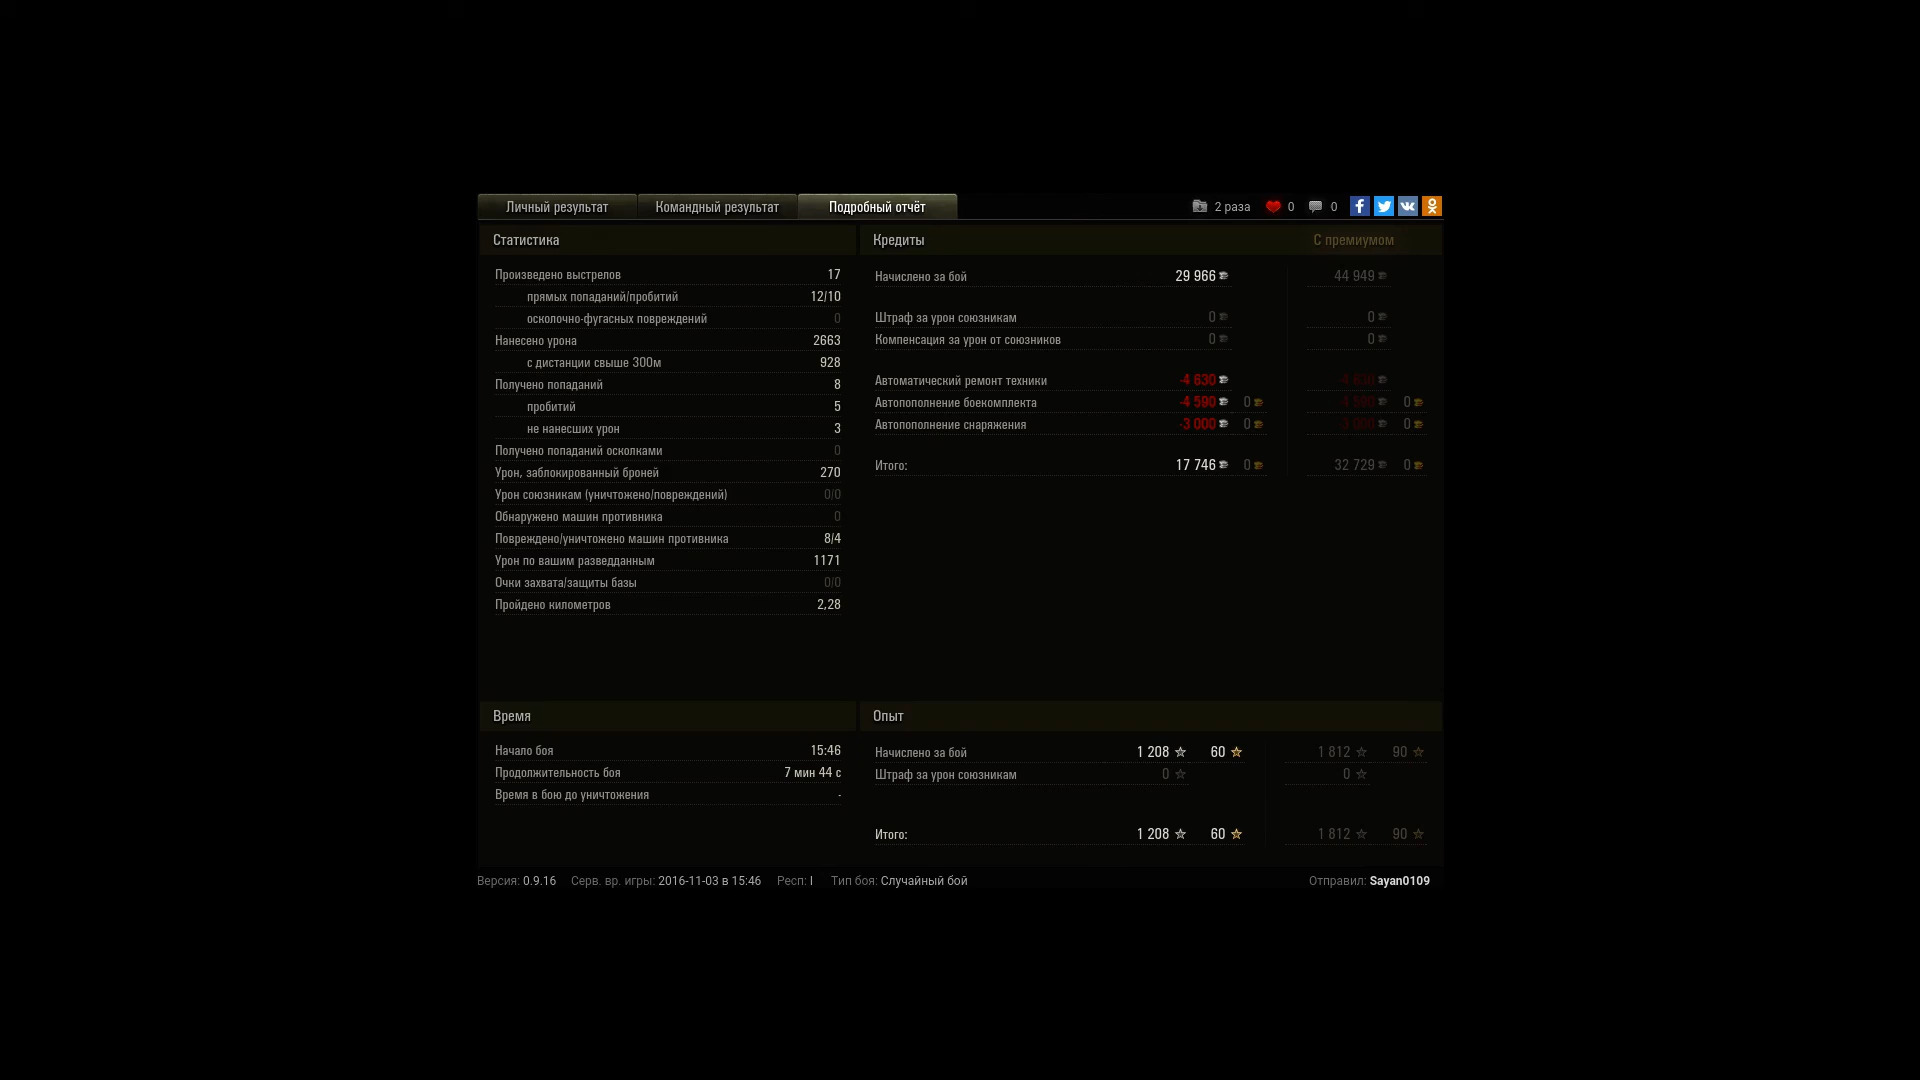 Личный результат Командный результат Подробный отчёт 2 раза 0 0
Статистика
Произведено выстрелов 17
прямых попаданий/пробитий 12/10
осколочно-фугасных повреждений 0
Нанесено урона 2663
с дистанции свыше 300м 928
Получено попаданий 8
пробитий 5
не нанесших урон 3
Получено попаданий осколками 0
Урон, заблокированный броней 270
Урон союзникам (уничтожено/повреждений) 0/0
Обнаружено машин противника 0
Повреждено/уничтожено машин противника 8/4
Урон по вашим разведданным 1171
Очки захвата/защиты базы 0/0
Пройдено километров 2,28
Кредиты С премиумом
Начислено за бой 29 966 44 949
Штраф за урон союзникам 0 0
Компенсация за урон от союзников 0 0
Автоматический ремонт техники -4 630 -4 630
Автопополнение боекомплекта -4 590 0 -4 590 0
Автопополнение снаряжения -3 000 0 -3 000 0
Итого: 17 746 0 32 729 0
Время
Начало боя 15:46
Продолжительность боя 7 мин 44 с
Время в бою до уничтожения -
Опыт
Начислено за бой 1 208 60 1 812 90
Штраф за урон союзникам 0 0
Итого: 1 208 60 1 812 90
Версия: 0.9.16 Серв. вр. игры: 2016-11-03 в 15:46 Респ: I Тип боя: Случайный бой Отправил: Sayan0109